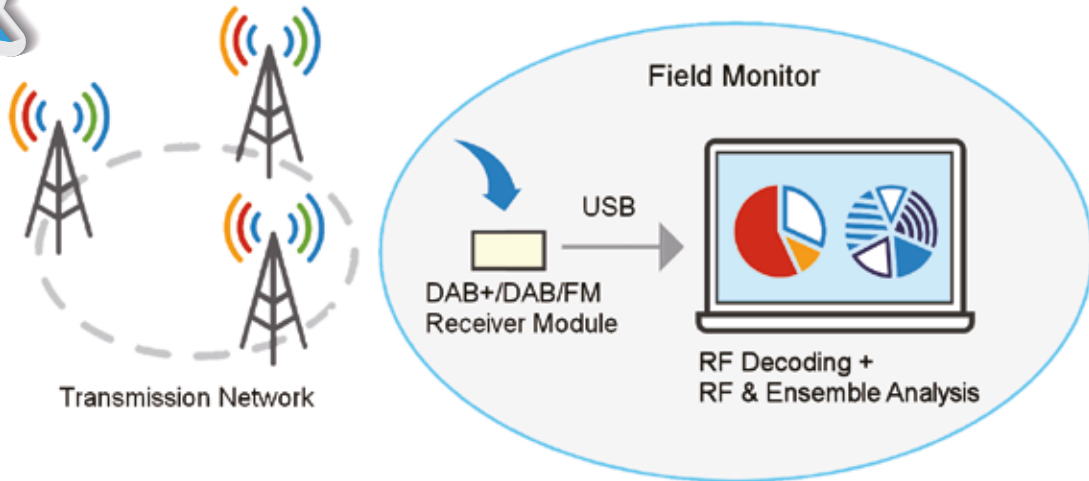 Field Monitor
USB
DAB+/DAB/FM
Receiver Module
RF Decoding +
RF & Ensemble Analysis
Transmission Network